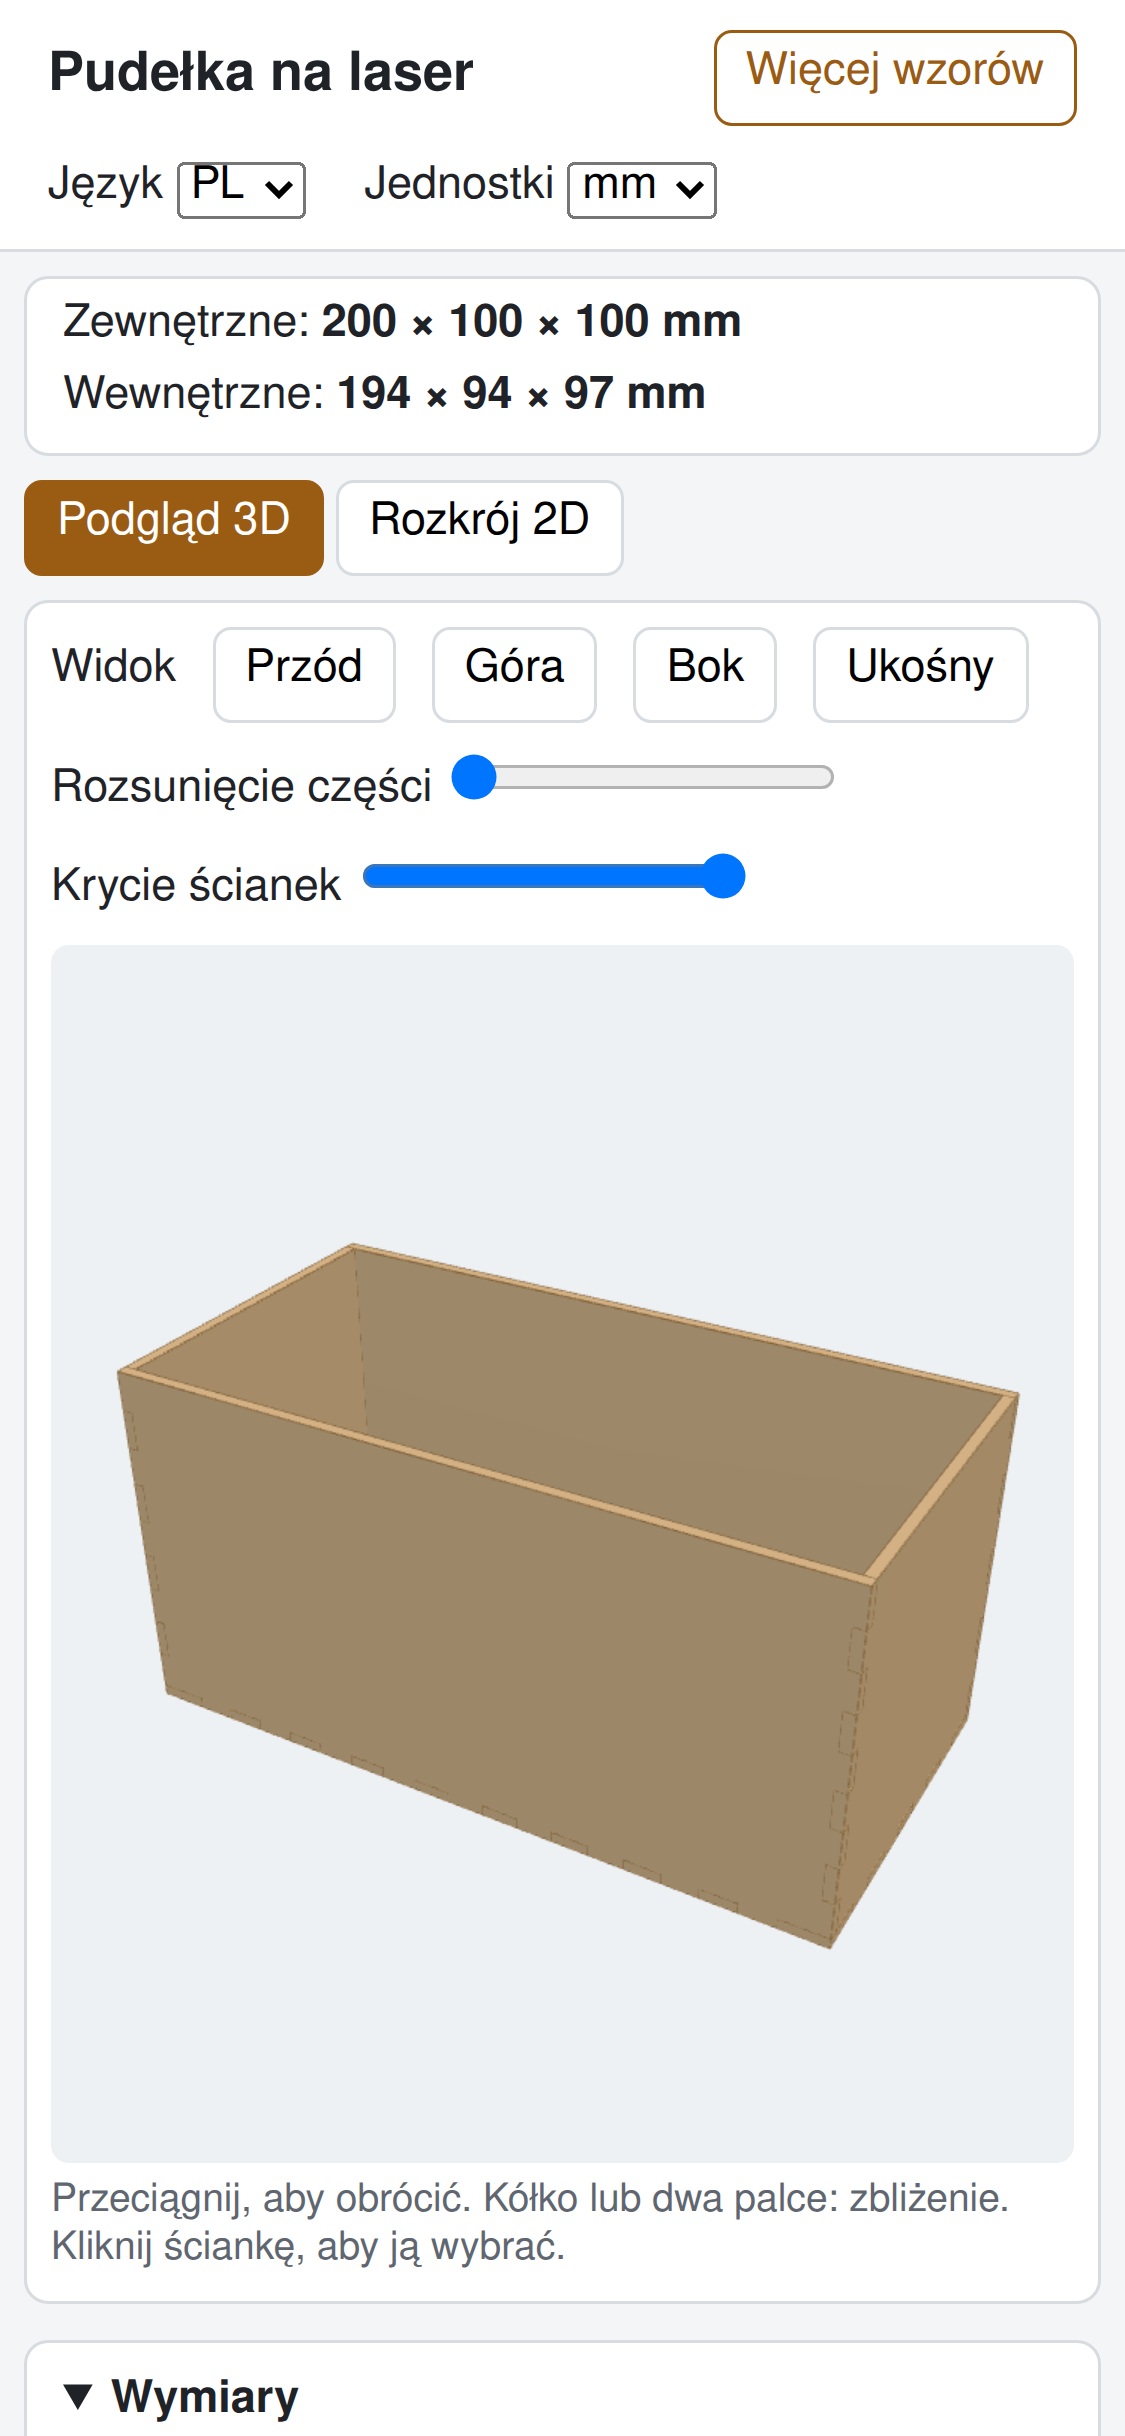 Pudełka na laser
Więcej wzorów
Język PL Jednostki mm
Zewnętrzne: 200 × 100 × 100 mm
Wewnętrzne: 194 × 94 × 97 mm
Podgląd 3D Rozkrój 2D
Widok Przód Góra Bok Ukośny
Rozsunięcie części
Krycie ścianek
Przeciągnij, aby obrócić. Kółko lub dwa palce: zbliżenie.
Kliknij ściankę, aby ją wybrać.
▼ Wymiary